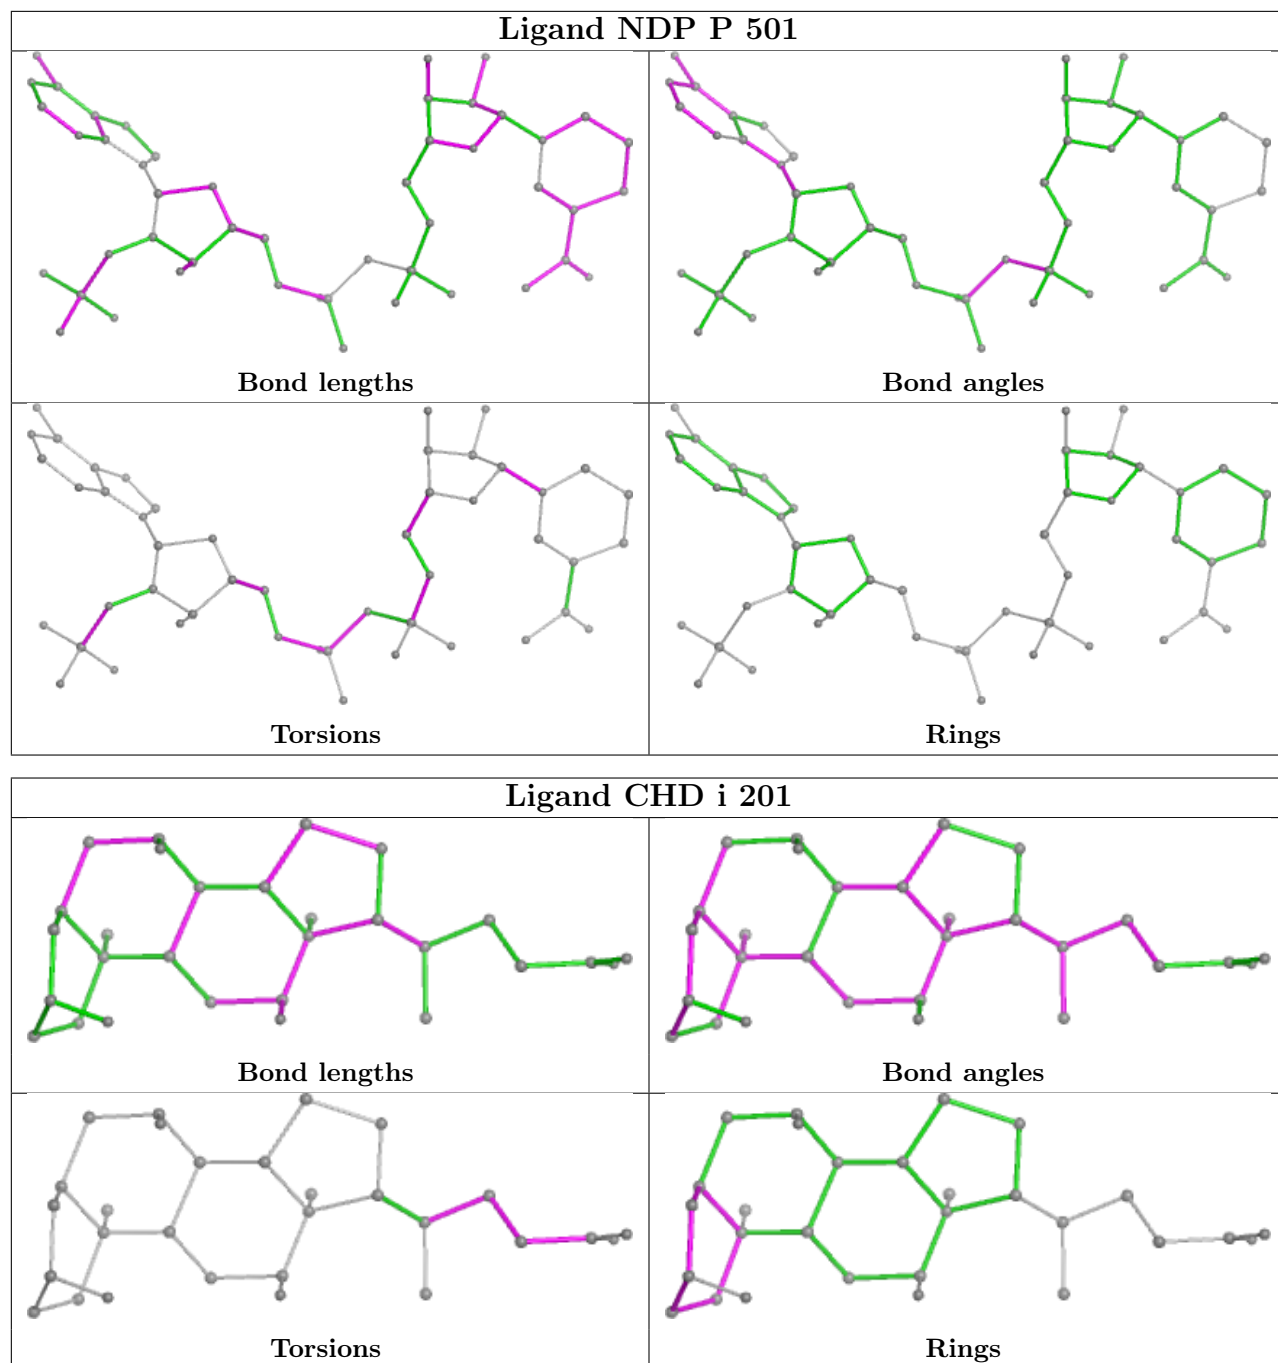 Ligand NDP P 501
Bond lengths
Bond angles
Torsions
Rings
Ligand CHD i 201
Bond lengths
Bond angles
Torsions
Rings